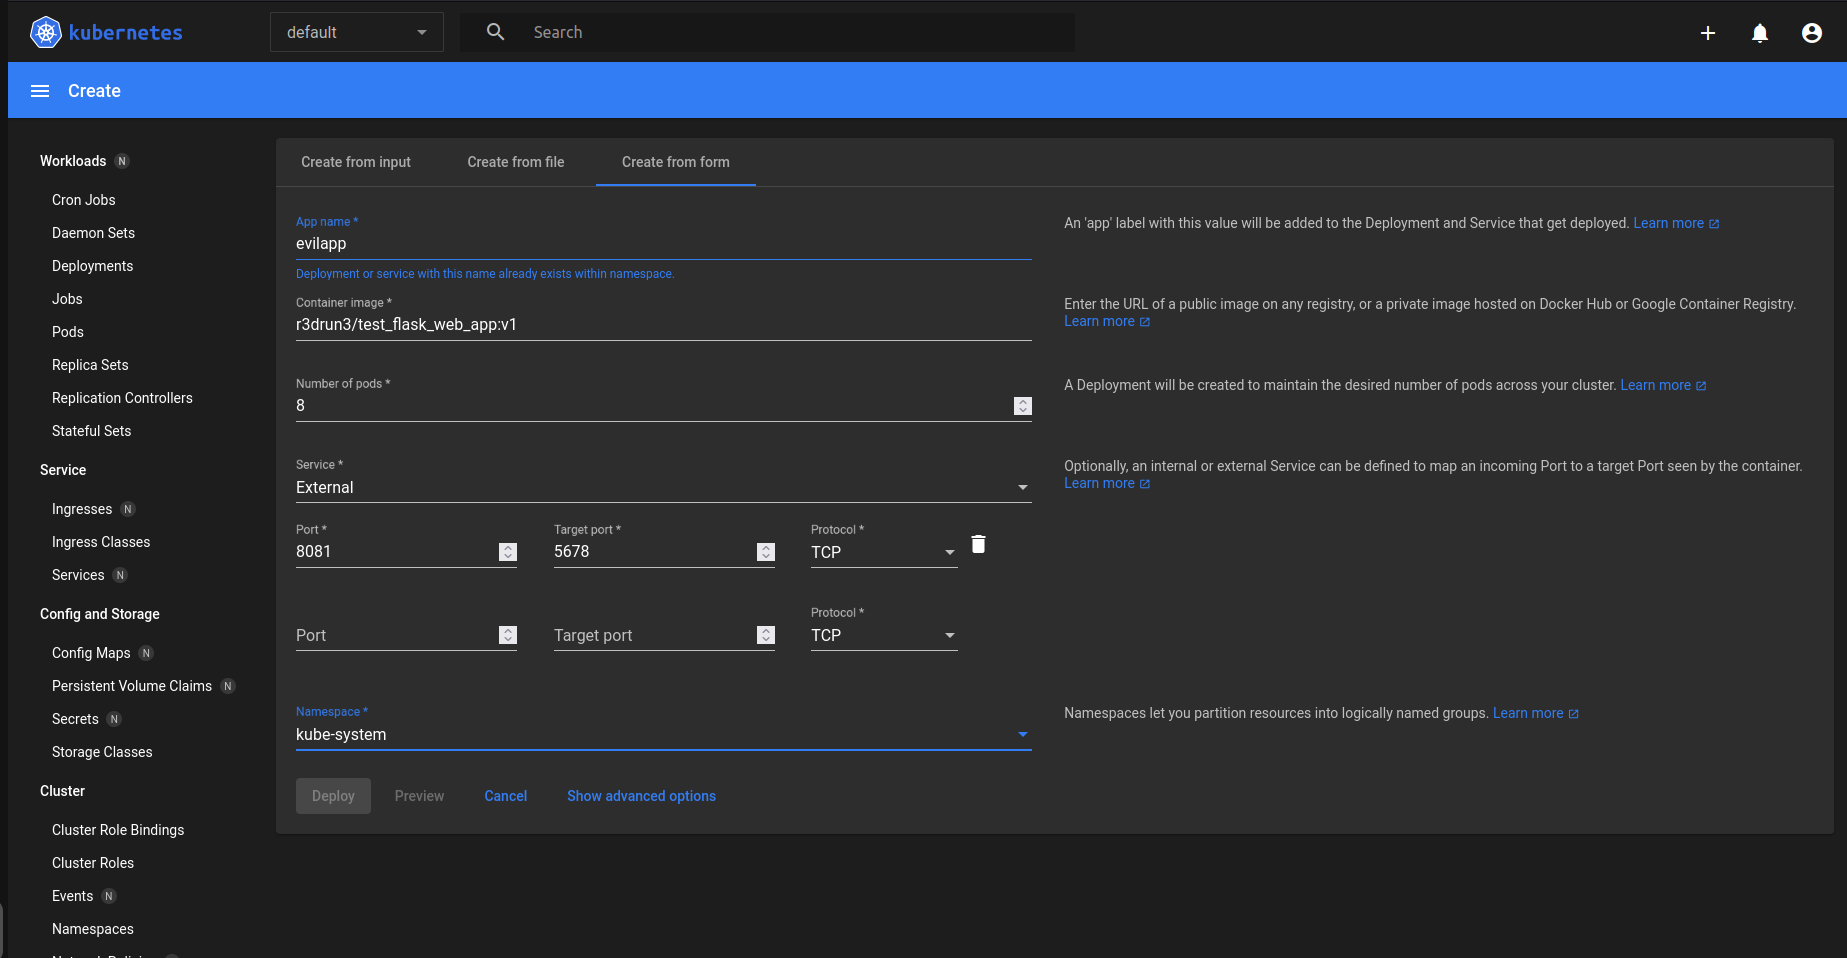 kubernetes
default
Search
Create
Workloads N
Cron Jobs
Daemon Sets
Deployments
Jobs
Pods
Replica Sets
Replication Controllers
Stateful Sets
Service
Ingresses N
Ingress Classes
Services N
Config and Storage
Config Maps N
Persistent Volume Claims N
Secrets N
Storage Classes
Cluster
Cluster Role Bindings
Cluster Roles
Events N
Namespaces
Create from input
Create from file
Create from form
App name *
evilapp
Deployment or service with this name already exists within namespace.
An 'app' label with this value will be added to the Deployment and Service that get deployed. Learn more
Container image *
r3drun3/test_flask_web_app:v1
Enter the URL of a public image on any registry, or a private image hosted on Docker Hub or Google Container Registry.
Learn more
Number of pods *
8
A Deployment will be created to maintain the desired number of pods across your cluster. Learn more
Service *
External
Optionally, an internal or external Service can be defined to map an incoming Port to a target Port seen by the container.
Learn more
Port *
8081
Target port *
5678
Protocol *
TCP
Port
Target port
Protocol *
TCP
Namespace *
kube-system
Namespaces let you partition resources into logically named groups. Learn more
Deploy
Preview
Cancel
Show advanced options